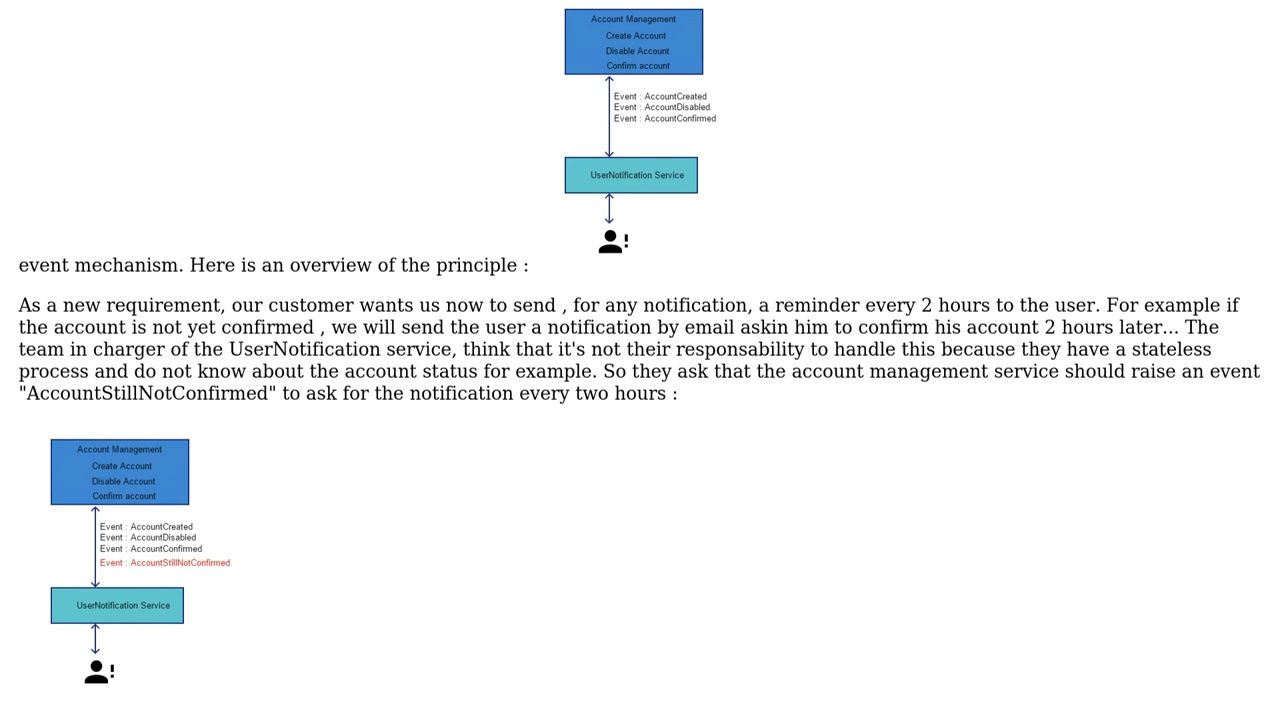 Account Management
Create Account
Disable Account
Confirm account
Event : AccountCreated
Event : AccountDisabled
Event : AccountConfirmed
UserNotification Service
event mechanism. Here is an overview of the principle :
As a new requirement, our customer wants us now to send , for any notification, a reminder every 2 hours to the user. For example if
the account is not yet confirmed , we will send the user a notification by email askin him to confirm his account 2 hours later... The
team in charger of the UserNotification service, think that it's not their responsability to handle this because they have a stateless
process and do not know about the account status for example. So they ask that the account management service should raise an event
"AccountStillNotConfirmed" to ask for the notification every two hours :
Account Management
Create Account
Disable Account
Confirm account
Event : AccountCreated
Event : AccountDisabled
Event : AccountConfirmed
Event : AccountStillNotConfirmed
UserNotification Service